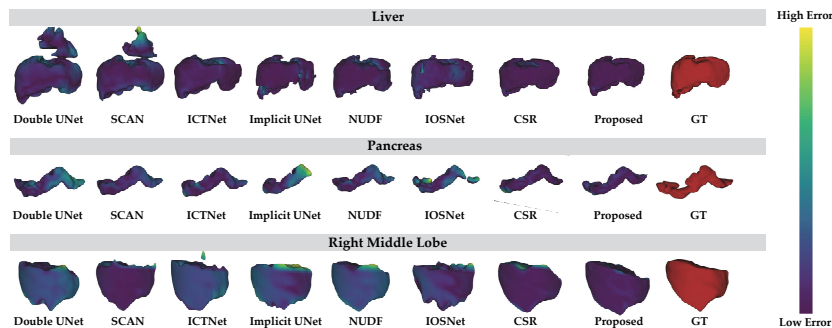 Liver
High Error
Double UNet SCAN ICTNet Implicit UNet NUDF IOSNet CSR Proposed GT
Pancreas
Double UNet SCAN ICTNet Implicit UNet NUDF IOSNet CSR Proposed GT
Right Middle Lobe
Double UNet SCAN ICTNet Implicit UNet NUDF IOSNet CSR Proposed GT
Low Error